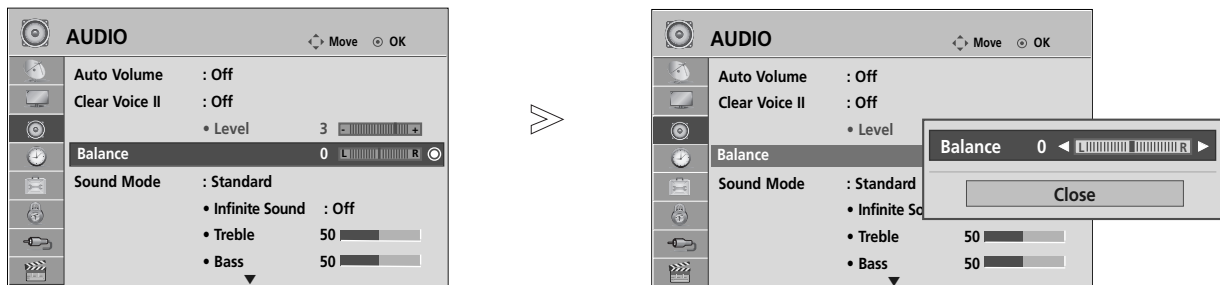 AUDIO Move OK
Auto Volume : Off
Clear Voice II : Off
• Level 3 - +
Balance 0 L R
Sound Mode : Standard
• Infinite Sound : Off
• Treble 50
• Bass 50
>
AUDIO Move OK
Auto Volume : Off
Clear Voice II : Off
• Level
Balance
Sound Mode : Standard
• Infinite So
• Treble 50
• Bass 50
Balance 0 L R
Close